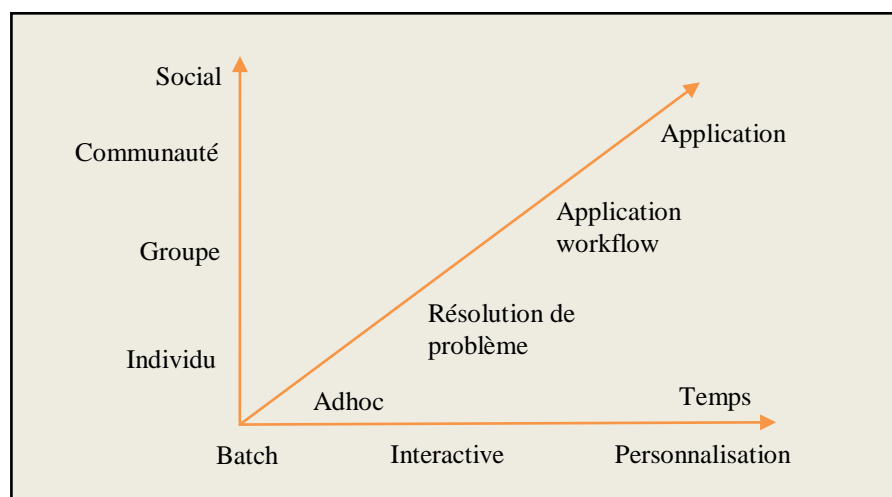 Social
Communauté
Application
Application
workflow
Groupe
Résolution de
problème
Individu
Adhoc
Temps
Batch
Interactive
Personnalisation